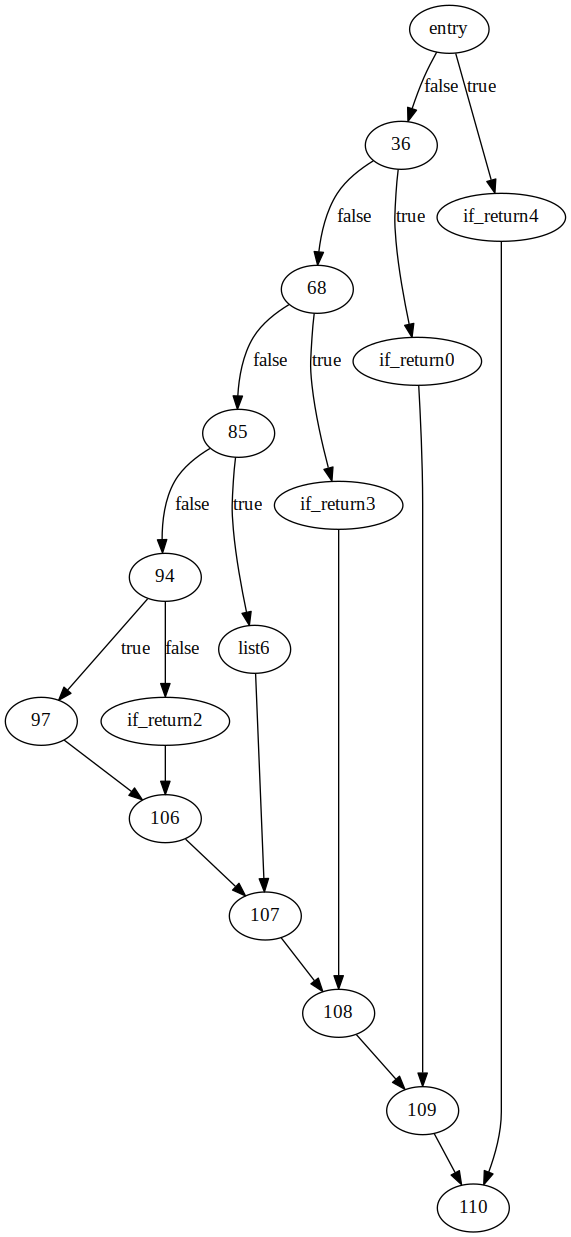 entry
false
true
36
if_return4
false
true
68
if_return0
false
true
85
if_return3
false
true
94
list6
true
false
97
if_return2
106
107
108
109
110